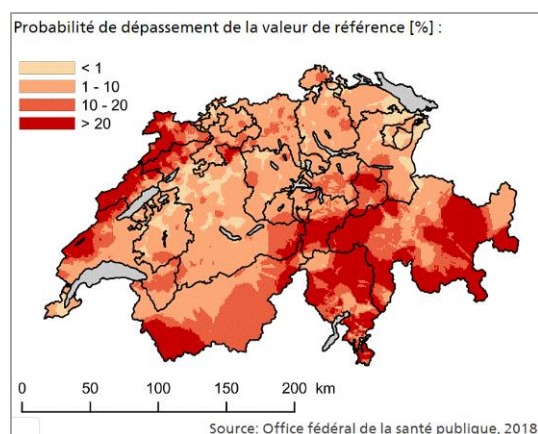 Probabilité de dépassement de la valeur de référence [%] :
< 1
1 - 10
10 - 20
> 20
0 50 100 150 200 km
Source: Office fédéral de la santé publique, 2018